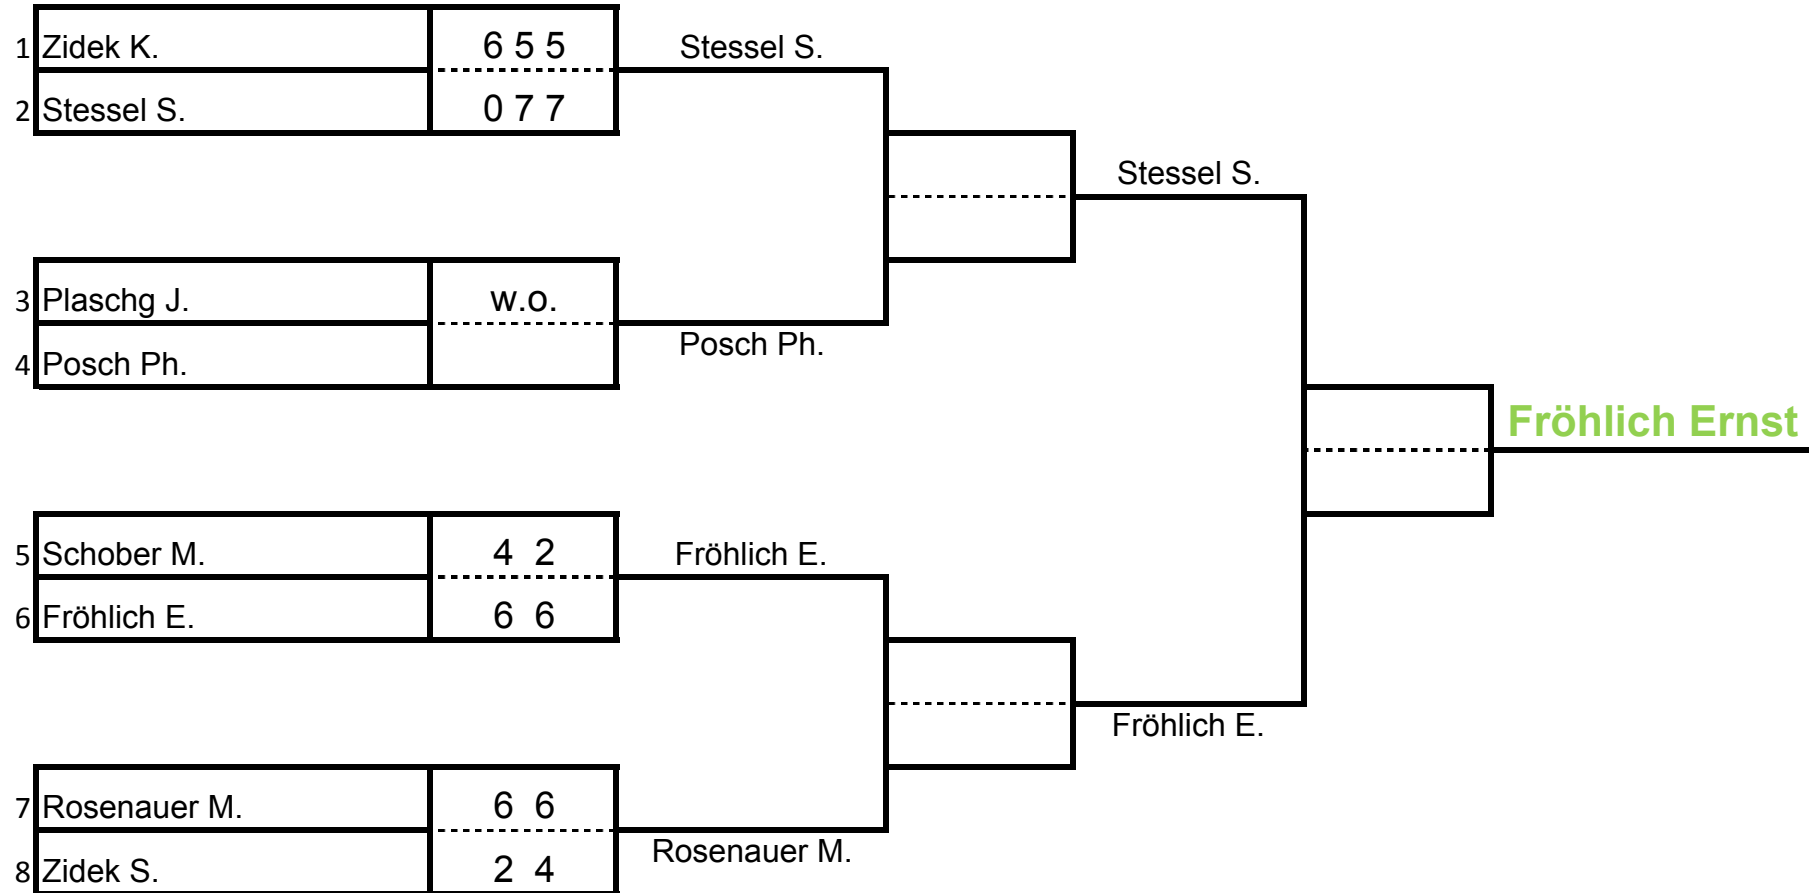 1 Zidek K. 6 5 5 Stessel S.
2 Stessel S. 0 7 7
Stessel S.
3 Plaschg J. w.o.
Posch Ph.
4 Posch Ph.
Fröhlich Ernst
5 Schober M. 4 2 Fröhlich E.
6 Fröhlich E. 6 6
Fröhlich E.
7 Rosenauer M. 6 6
Rosenauer M.
8 Zidek S. 2 4